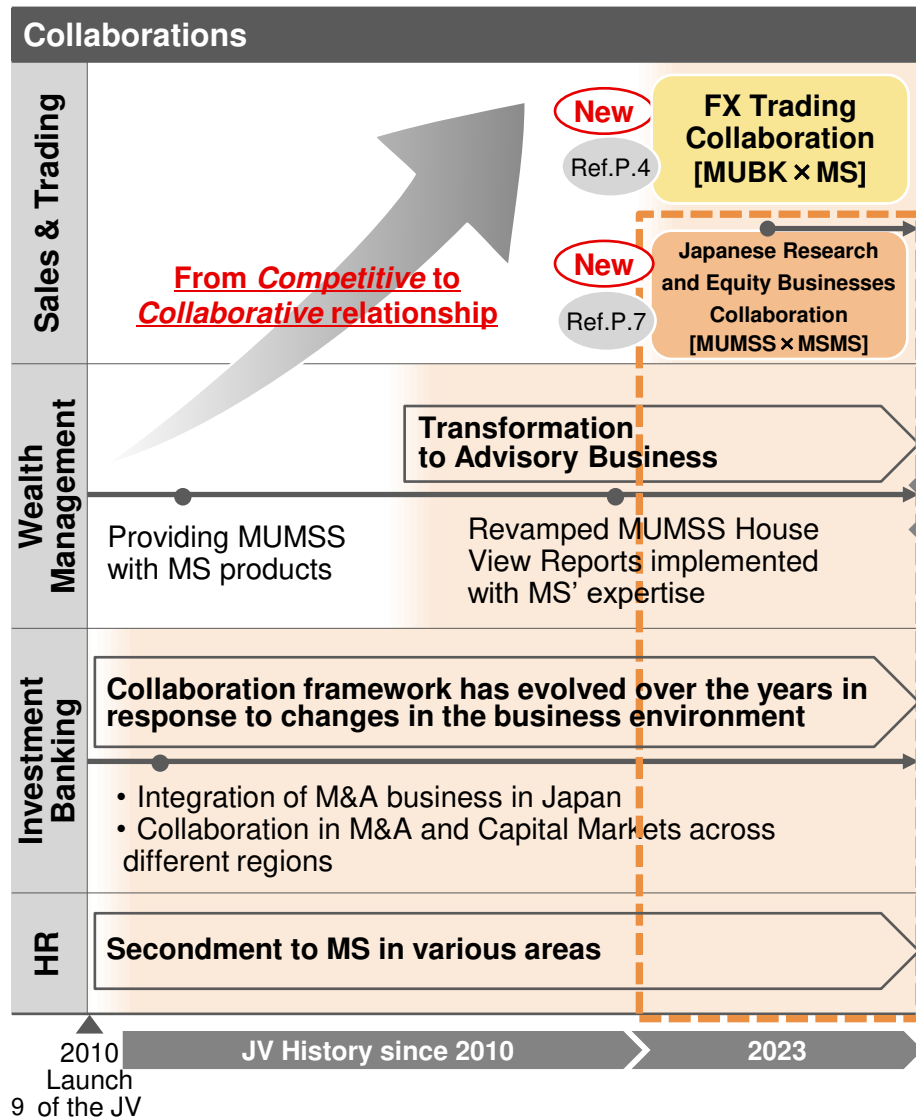 Collaborations
Sales & Trading
New
Ref.P.4
FX Trading
Collaboration
[MUBK×MS]
From Competitive to
Collaborative relationship
New
Ref.P.7
Japanese Research
and Equity Businesses
Collaboration
[MUMSS×MSMS]
Wealth
Management
Transformation
to Advisory Business
Providing MUMSS
with MS products
Revamped MUMSS House
View Reports implemented
with MS’ expertise
Investment
Banking
Collaboration framework has evolved over the years in
response to changes in the business environment
• Integration of M&A business in Japan
• Collaboration in M&A and Capital Markets across
different regions
HR
Secondment to MS in various areas
2010
Launch
of the JV
JV History since 2010
2023
9